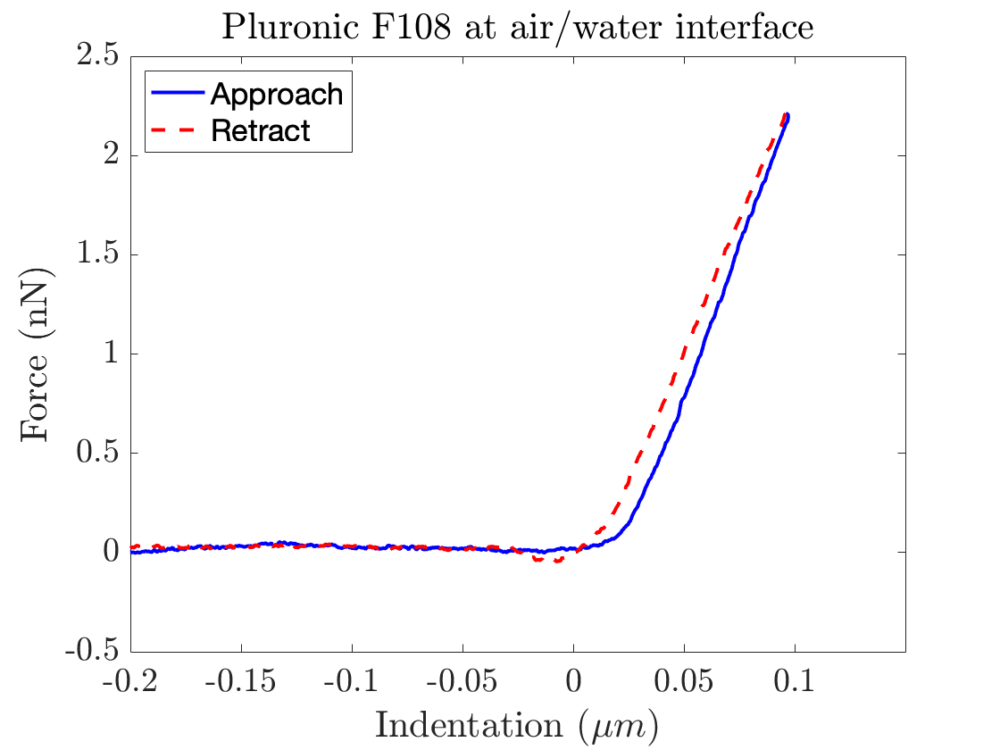 Pluronic F108 at air/water interface
2.5
2
1.5
1
0.5
0
-0.5
Force (nN)
Approach
Retract
-0.2 -0.15 -0.1 -0.05 0 0.05 0.1
Indentation (μm)